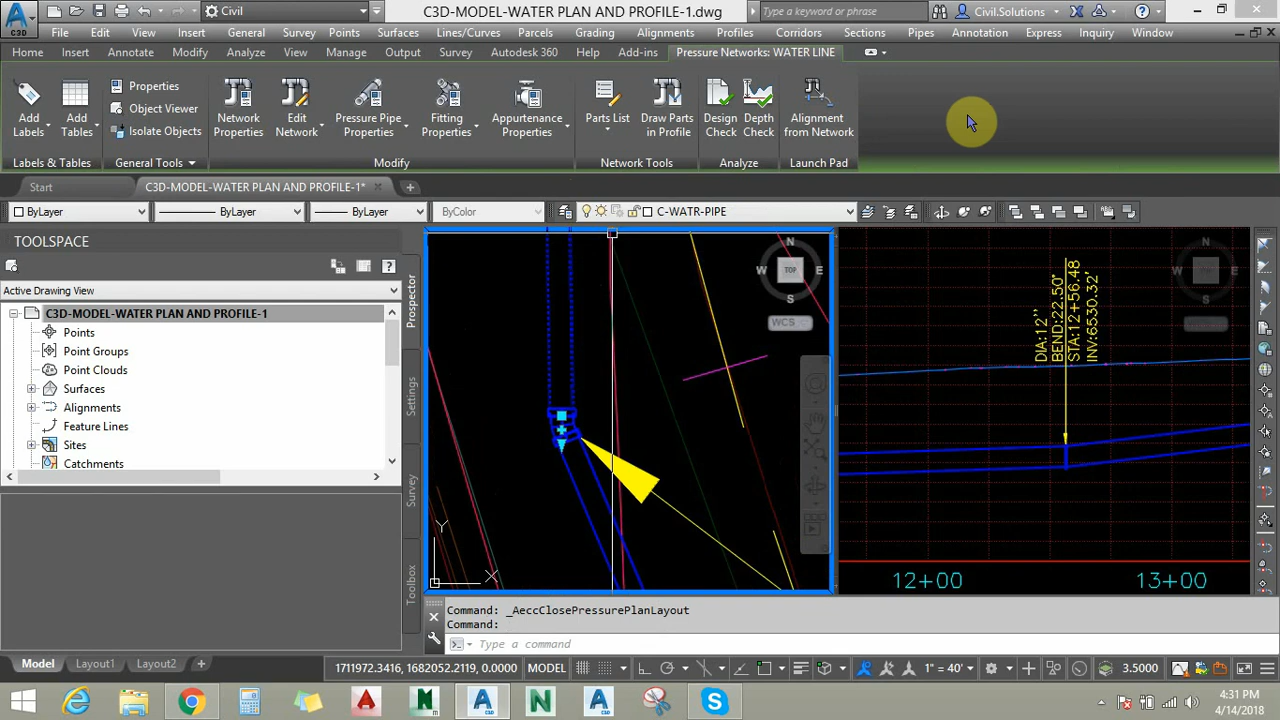 C3D
Civil
C3D-MODEL-WATER PLAN AND PROFILE-1.dwg
Type a keyword or phrase
Civil.Solutions
File Edit View Insert General Survey Points Surfaces Lines/Curves Parcels Grading Alignments Profiles Corridors Sections Pipes Annotation Express Inquiry Window
Home Insert Annotate Modify Analyze View Manage Output Survey Autodesk 360 Help Add-ins Pressure Networks: WATER LINE
Add Labels
Add Tables
Properties
Object Viewer
Isolate Objects
Network Properties
Edit Network
Pressure Pipe Properties
Fitting Properties
Appurtenance Properties
Parts List
Draw Parts in Profile
Design Check
Depth Check
Alignment from Network
Labels & Tables General Tools Modify Network Tools Analyze Launch Pad
Start C3D-MODEL-WATER PLAN AND PROFILE-1*
ByLayer ByLayer ByLayer ByColor C-WATR-PIPE
TOOLSPACE
Active Drawing View
C3D-MODEL-WATER PLAN AND PROFILE-1
Points
Point Groups
Point Clouds
Surfaces
Alignments
Feature Lines
Sites
Catchments
Prospector
Settings
Survey
Toolbox
N
W TOP E
S
WCS
Y
X
N
W TOP E
S
DIA:12"
BEND:22.50°
STA:12+56.48
INV:6530.32'
12+00 13+00
Command: _AeccClosePressurePlanLayout
Command:
Type a command
Model Layout1 Layout2
1711972.3416, 1682052.2119, 0.0000 MODEL 1" = 40' 3.5000
4:31 PM
4/14/2018